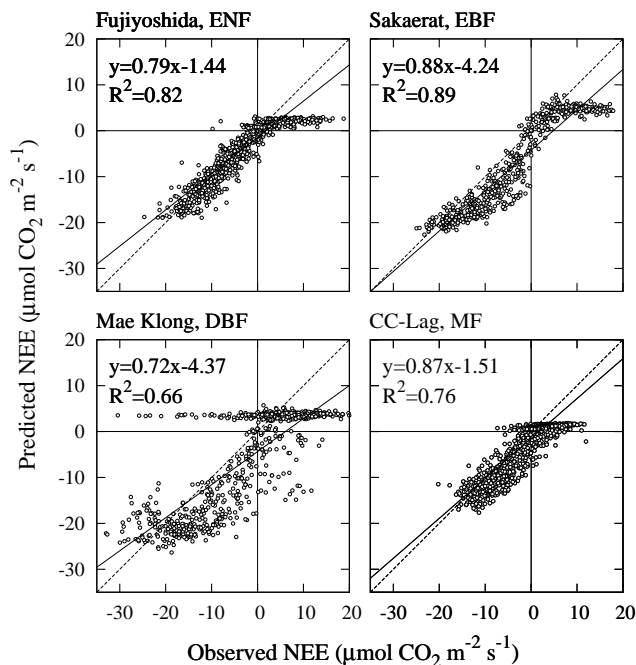 Fujiyoshida, ENF
Sakaerat, EBF
20
10
0
-10
-20
-30
y=0.79x-1.44
R²=0.82
y=0.88x-4.24
R²=0.89
Mae Klong, DBF
CC-Lag, MF
20
10
0
-10
-20
-30
y=0.72x-4.37
R²=0.66
y=0.87x-1.51
R²=0.76
-30 -20 -10 0 10 20
-30 -20 -10 0 10 20
Predicted NEE (μmol CO₂ m⁻² s⁻¹)
Observed NEE (μmol CO₂ m⁻² s⁻¹)